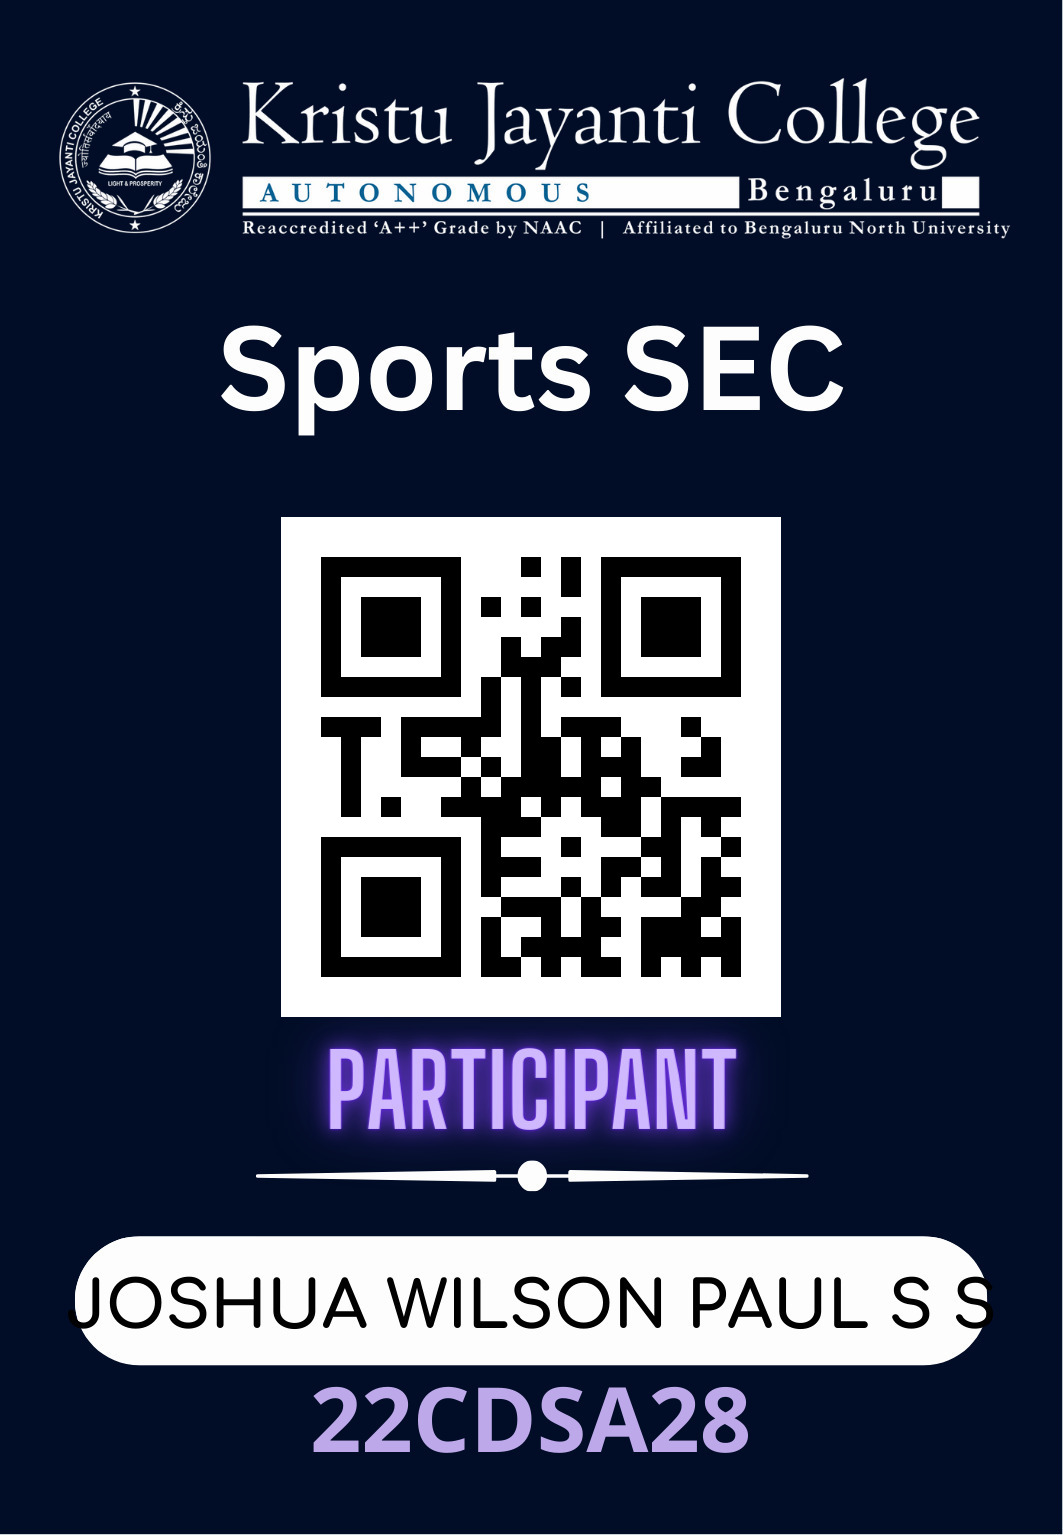 Kristu Jayanti College
AUTONOMOUS Bengaluru
Reaccredited ‘A++’ Grade by NAAC | Affiliated to Bengaluru North University
KRISTU JAYANTI COLLEGE
LIGHT & PROSPERITY
Sports SEC
PARTICIPANT
JOSHUA WILSON PAUL S S
22CDSA28